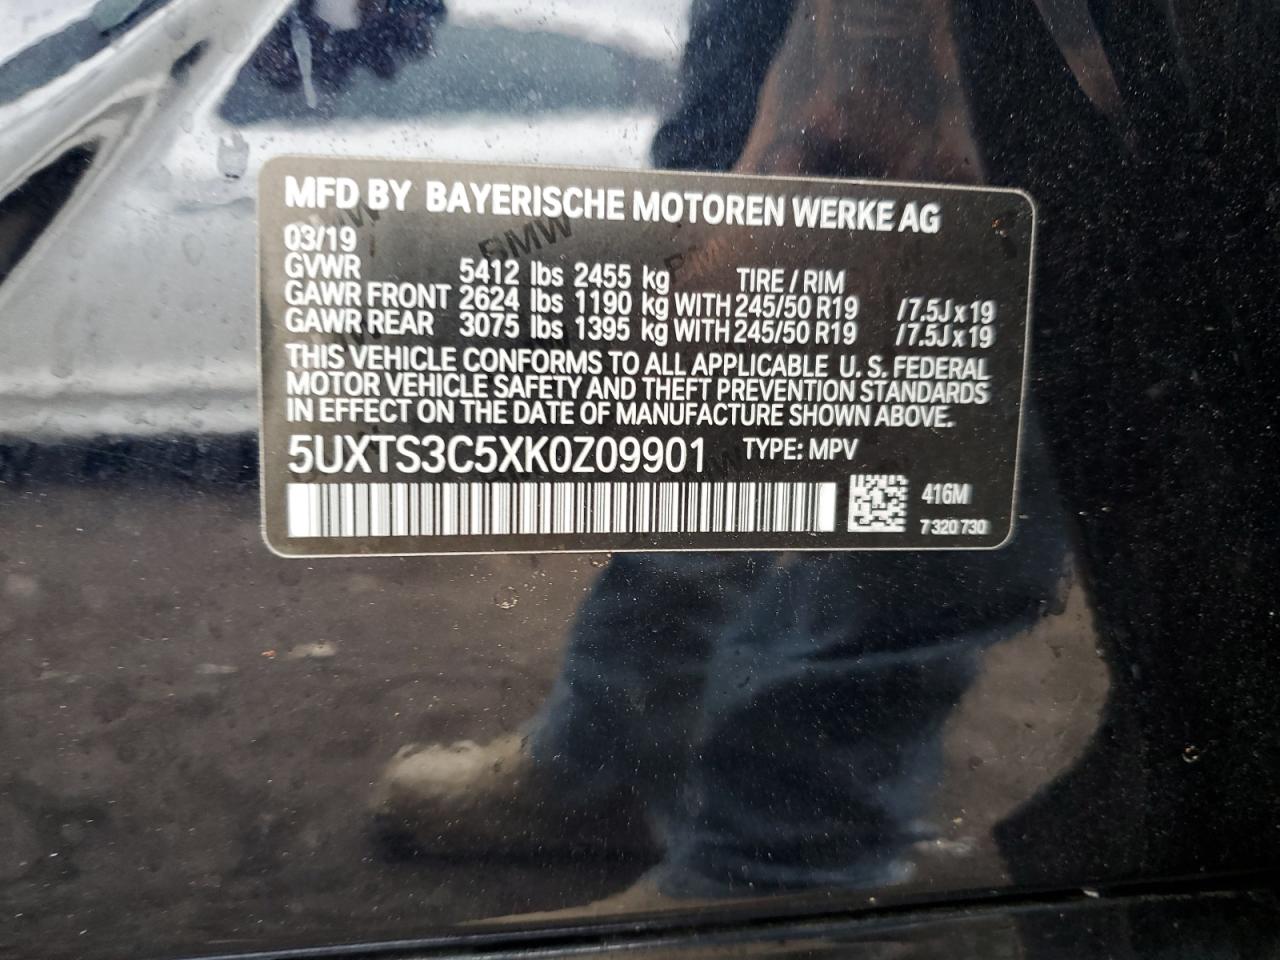 MFD BY BAYERISCHE MOTOREN WERKE AG
03/19
GVWR 5412 lbs 2455 kg TIRE / RIM
GAWR FRONT 2624 lbs 1190 kg WITH 245/50 R19 /7.5J x 19
GAWR REAR 3075 lbs 1395 kg WITH 245/50 R19 /7.5J x 19
THIS VEHICLE CONFORMS TO ALL APPLICABLE U. S. FEDERAL
MOTOR VEHICLE SAFETY AND THEFT PREVENTION STANDARDS
IN EFFECT ON THE DATE OF MANUFACTURE SHOWN ABOVE.
5UXTS3C5XK0Z09901 TYPE: MPV
416M
7 320 730